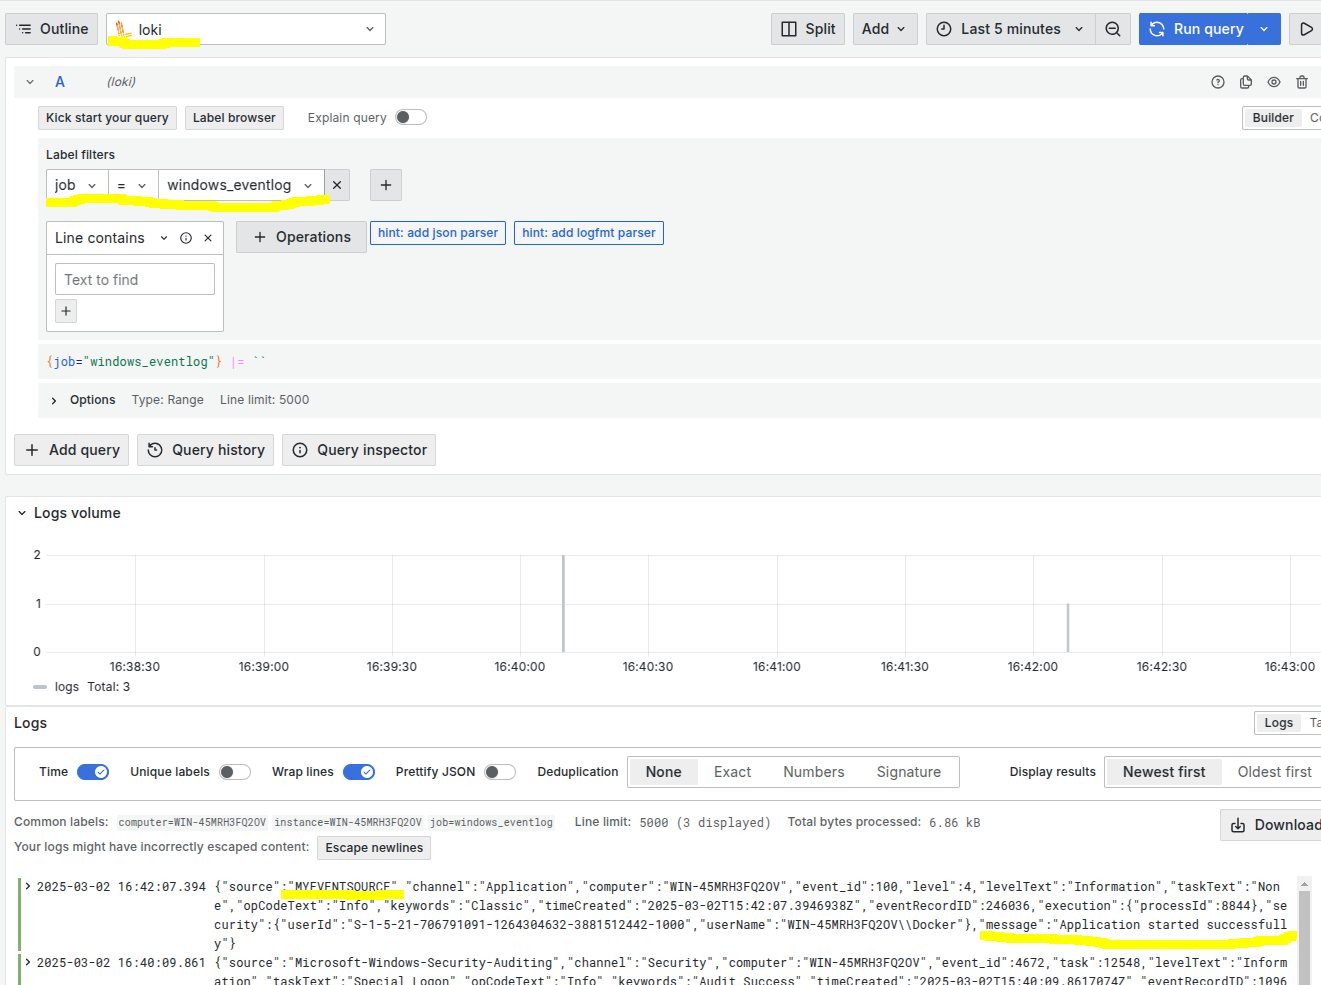 Outline
loki
Split
Add
Last 5 minutes
Run query
A
(loki)
Kick start your query
Label browser
Explain query
Builder
Label filters
job
=
windows_eventlog
Line contains
Operations
hint: add json parser
hint: add logfmt parser
Text to find
{job="windows_eventlog"} |= ``
Options Type: Range Line limit: 5000
Add query
Query history
Query inspector
Logs volume
2
1
0
16:38:30 16:39:00 16:39:30 16:40:00 16:40:30 16:41:00 16:41:30 16:42:00 16:42:30 16:43:00
logs Total: 3
Logs
Logs Ta
Time Unique labels Wrap lines Prettify JSON Deduplication None Exact Numbers Signature Display results Newest first Oldest first
Common labels: computer=WIN-45MRH3FQ2OV instance=WIN-45MRH3FQ2OV job=windows_eventlog Line limit: 5000 (3 displayed) Total bytes processed: 6.86 kB
Download
Your logs might have incorrectly escaped content: Escape newlines
2025-03-02 16:42:07.394 {"source":"MYEVENTSOURCE","channel":"Application","computer":"WIN-45MRH3FQ2OV","event_id":100,"level":4,"levelText":"Information","taskText":"Non
e","opCodeText":"Info","keywords":"Classic","timeCreated":"2025-03-02T15:42:07.3946938Z","eventRecordID":246036,"execution":{"processId":8844},"se
curity":{"userId":"S-1-5-21-706791091-1264304632-3881512442-1000","userName":"WIN-45MRH3FQ2OV\\Docker"},"message":"Application started successfull
y"}
2025-03-02 16:40:09.861 {"source":"Microsoft-Windows-Security-Auditing","channel":"Security","computer":"WIN-45MRH3FQ2OV","event_id":4672,"task":12548,"levelText":"Inform
ation","taskText":"Special Logon","opCodeText":"Info","keywords":"Audit Success","timeCreated":"2025-03-02T15:40:09.8617074Z","eventRecordID":1096